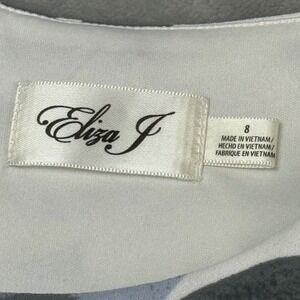 Eliza J
8
MADE IN VIETNAM/
HECHO EN VIETNAM/
FABRIQUE EN VIETNAM